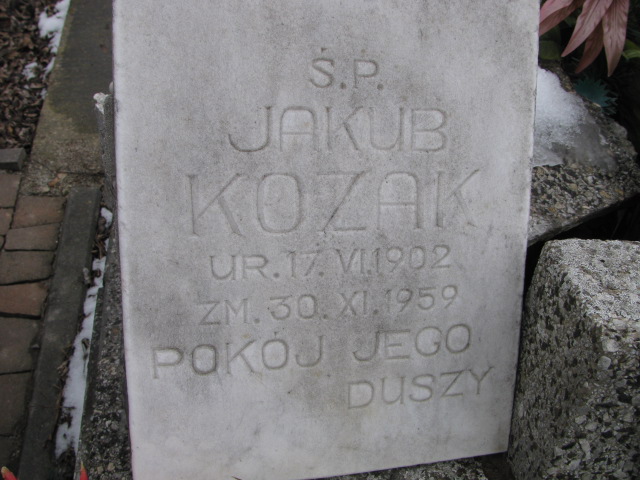 Ś.P.
JAKUB
KOZAK
UR. 17. VI. 1902
ZM. 30. XI. 1959
POKÓJ JEGO
DUSZY